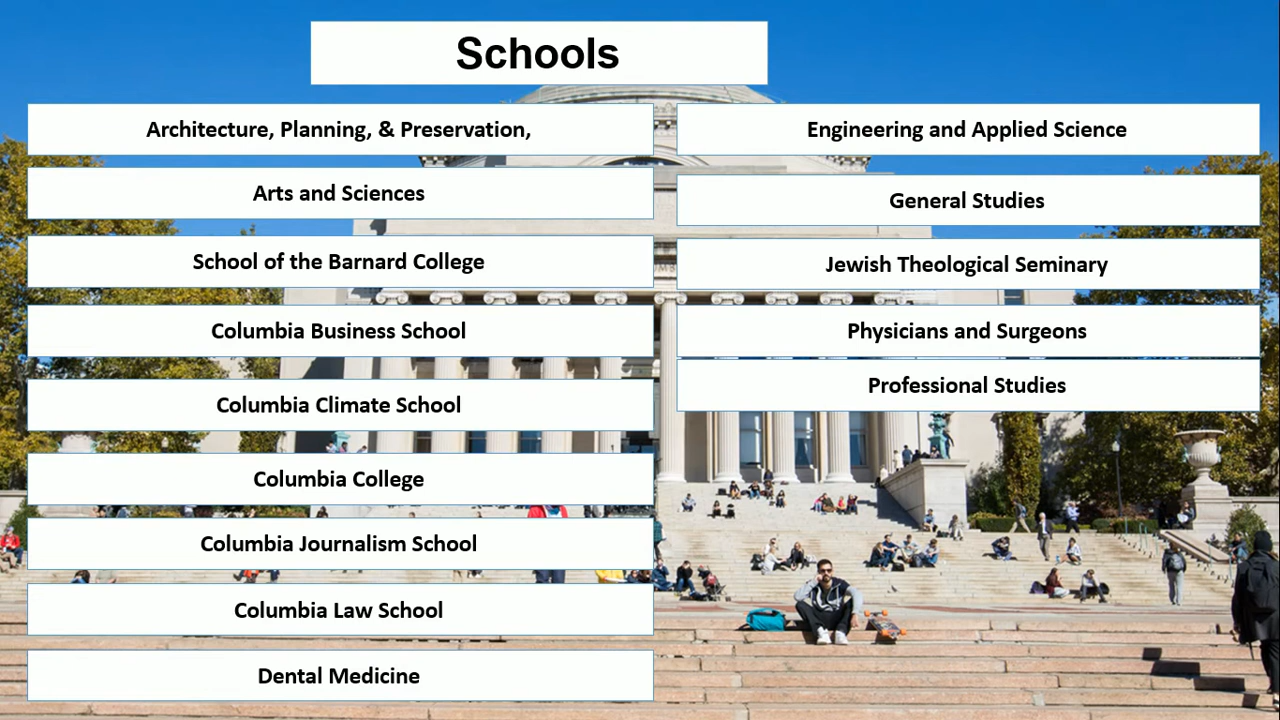 Schools
Architecture, Planning, & Preservation,
Arts and Sciences
School of the Barnard College
Columbia Business School
Columbia Climate School
Columbia College
Columbia Journalism School
Columbia Law School
Dental Medicine
Engineering and Applied Science
General Studies
Jewish Theological Seminary
Physicians and Surgeons
Professional Studies